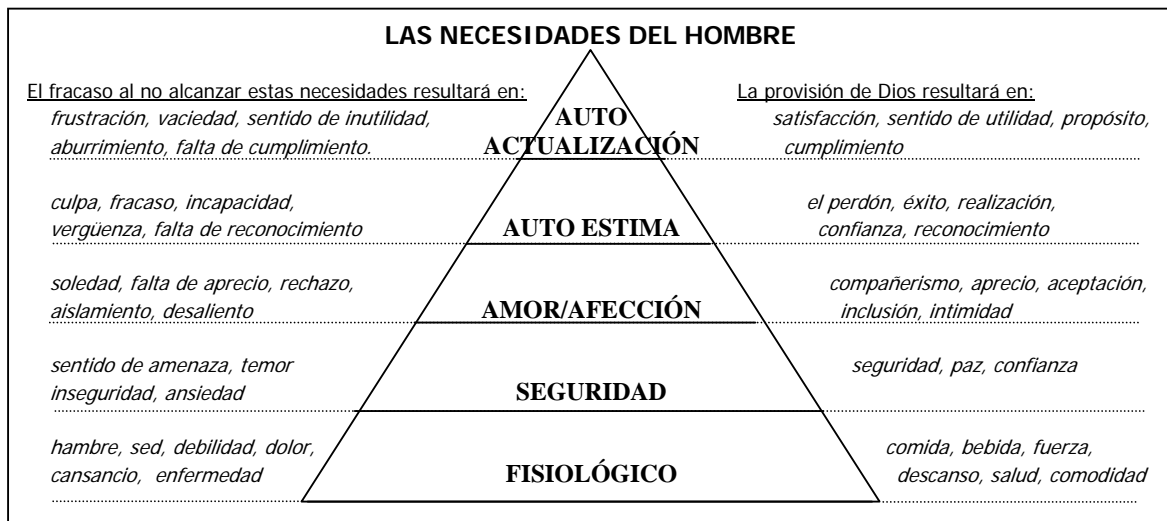 LAS NECESIDADES DEL HOMBRE
El fracaso al no alcanzar estas necesidades resultará en:
La provisión de Dios resultará en:
frustración, vaciedad, sentido de inutilidad,
aburrimiento, falta de cumplimiento.
AUTO
ACTUALIZACIÓN
satisfacción, sentido de utilidad, propósito,
cumplimiento
culpa, fracaso, incapacidad,
vergüenza, falta de reconocimiento
AUTO ESTIMA
el perdón, éxito, realización,
confianza, reconocimiento
soledad, falta de aprecio, rechazo,
aislamiento, desaliento
AMOR/AFECCIÓN
compañerismo, aprecio, aceptación,
inclusión, intimidad
sentido de amenaza, temor
inseguridad, ansiedad
SEGURIDAD
seguridad, paz, confianza
hambre, sed, debilidad, dolor,
cansancio, enfermedad
FISIOLÓGICO
comida, bebida, fuerza,
descanso, salud, comodidad